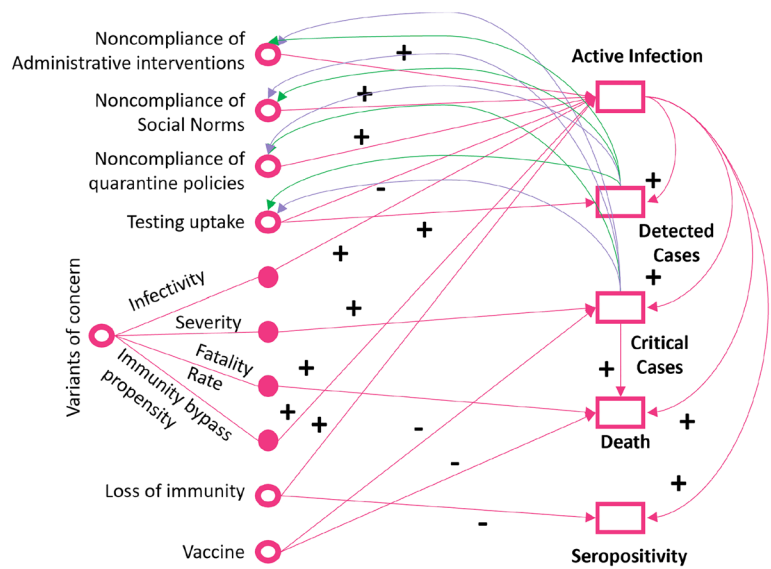 Noncompliance of
Administrative interventions
Noncompliance of
Social Norms
Noncompliance of
quarantine policies
Testing uptake
Variants of concern
Infectivity
Severity
Fatality
Rate
Immunity bypass
propensity
Loss of immunity
Vaccine
Active Infection
Detected
Cases
Critical
Cases
Death
Seropositivity
+
+
+
-
+
+
+
+
+
+
-
-
-
+
+
+
+
+